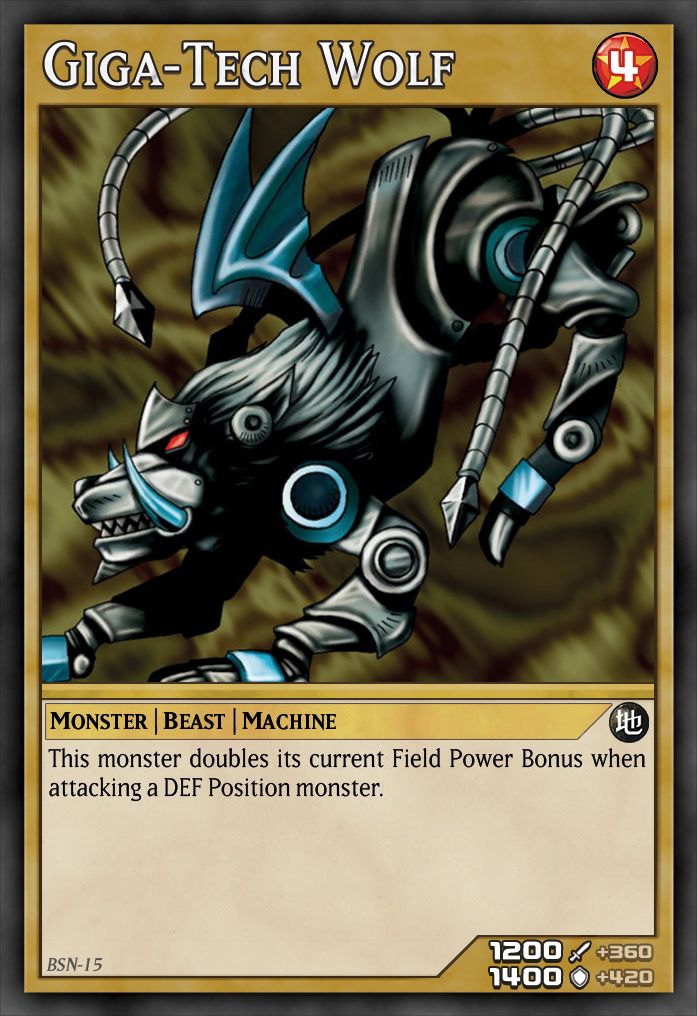 Giga-Tech Wolf
4
Monster | Beast | Machine
This monster doubles its current Field Power Bonus when
attacking a DEF Position monster.
BSN-15
1200 +360
1400 +420